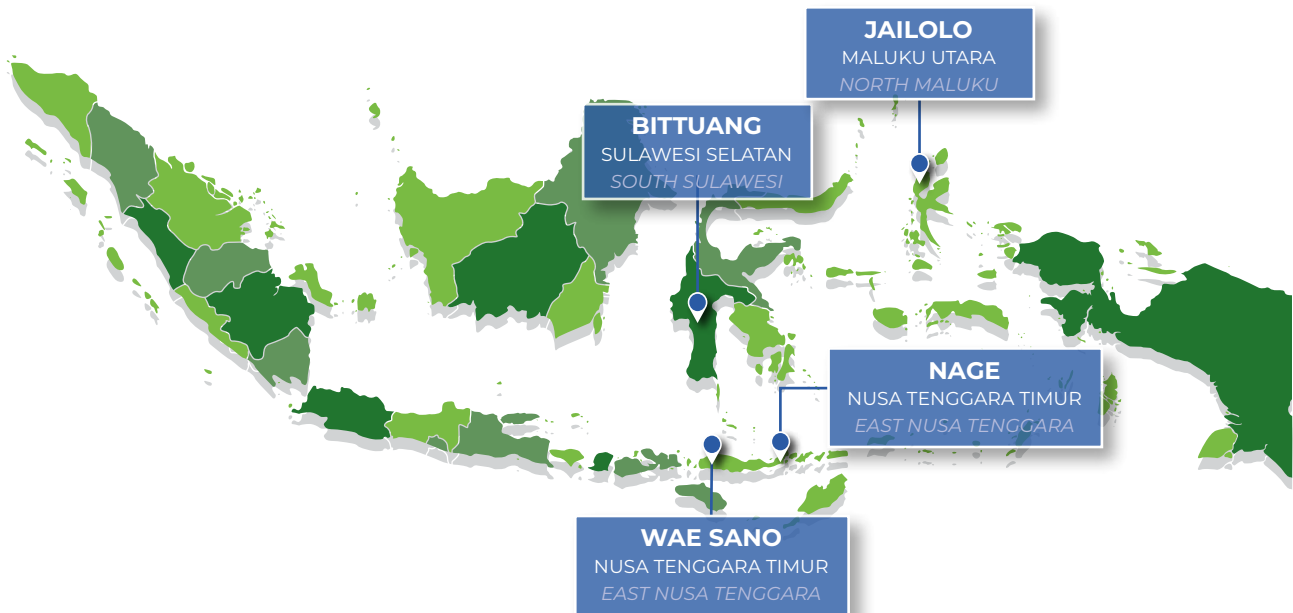 JAILOLO
MALUKU UTARA
NORTH MALUKU
BITTUANG
SULAWESI SELATAN
SOUTH SULAWESI
NAGE
NUSA TENGGARA TIMUR
EAST NUSA TENGGARA
WAE SANO
NUSA TENGGARA TIMUR
EAST NUSA TENGGARA